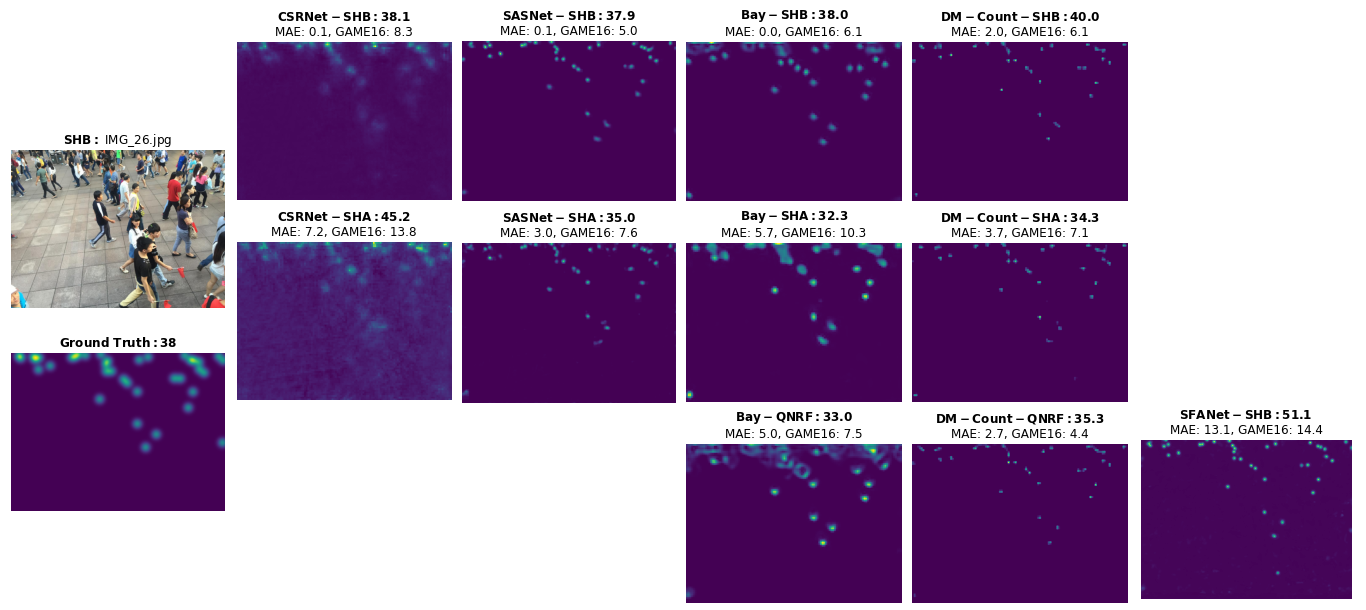 CSRNet − SHB: 38.1
MAE: 0.1, GAME16: 8.3
SASNet − SHB: 37.9
MAE: 0.1, GAME16: 5.0
Bay − SHB: 38.0
MAE: 0.0, GAME16: 6.1
DM − Count − SHB: 40.0
MAE: 2.0, GAME16: 6.1
SHB: IMG_26.jpg
CSRNet − SHA: 45.2
MAE: 7.2, GAME16: 13.8
SASNet − SHA: 35.0
MAE: 3.0, GAME16: 7.6
Bay − SHA: 32.3
MAE: 5.7, GAME16: 10.3
DM − Count − SHA: 34.3
MAE: 3.7, GAME16: 7.1
Ground Truth: 38
Bay − QNRF: 33.0
MAE: 5.0, GAME16: 7.5
DM − Count − QNRF: 35.3
MAE: 2.7, GAME16: 4.4
SFANet − SHB: 51.1
MAE: 13.1, GAME16: 14.4